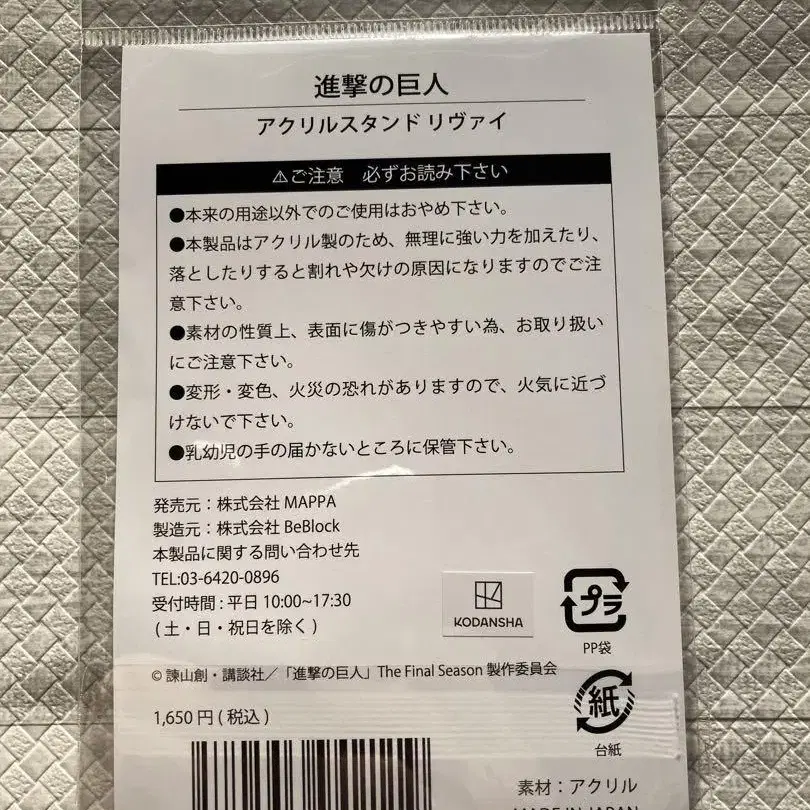 進撃の巨人
アクリルスタンド リヴァイ
⚠ご注意　必ずお読み下さい
●本来の用途以外でのご使用はおやめ下さい。
●本製品はアクリル製のため、無理に強い力を加えたり、
落としたりすると割れや欠けの原因になりますのでご注
意下さい。
●素材の性質上、表面に傷がつきやすい為、お取り扱い
にご注意下さい。
●変形・変色、火災の恐れがありますので、火気に近づ
けないで下さい。
●乳幼児の手の届かないところに保管下さい。
発売元：株式会社 MAPPA
製造元：株式会社 BeBlock
本製品に関する問い合わせ先
TEL:03-6420-0896
受付時間 : 平日 10:00~17:30
( 土・日・祝日を除く )
KODANSHA
プラ
PP袋
© 諫山創・講談社／「進撃の巨人」The Final Season 製作委員会
紙
台紙
1,650 円 ( 税込 )
素材：アクリル
MADE IN JAPAN